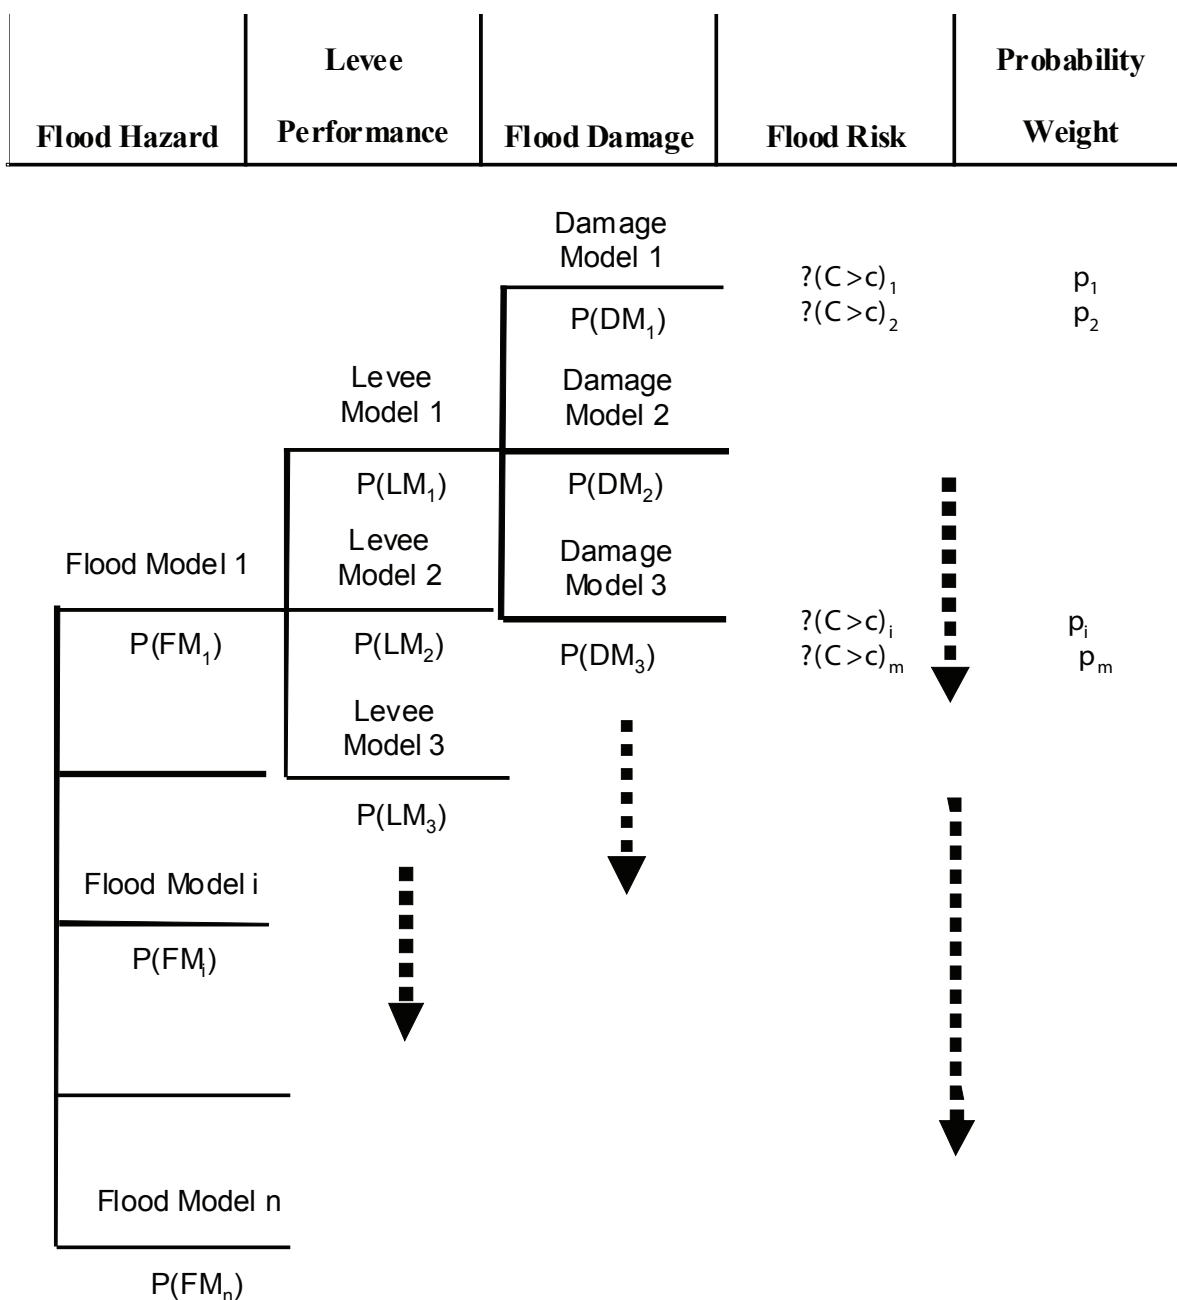 Flood Hazard
Levee
Performance
Flood Damage
Flood Risk
Probability
Weight
Damage
Model 1
P(DM₁)
?(C>c)₁
p₁
?(C>c)₂
p₂
Levee
Model 1
P(LM₁)
Damage
Model 2
P(DM₂)
Flood Model 1
P(FM₁)
Levee
Model 2
P(LM₂)
Damage
Model 3
P(DM₃)
?(C>c)ᵢ
pᵢ
?(C>c)ₘ
pₘ
Levee
Model 3
P(LM₃)
Flood Model i
P(FMᵢ)
Flood Model n
P(FMₙ)